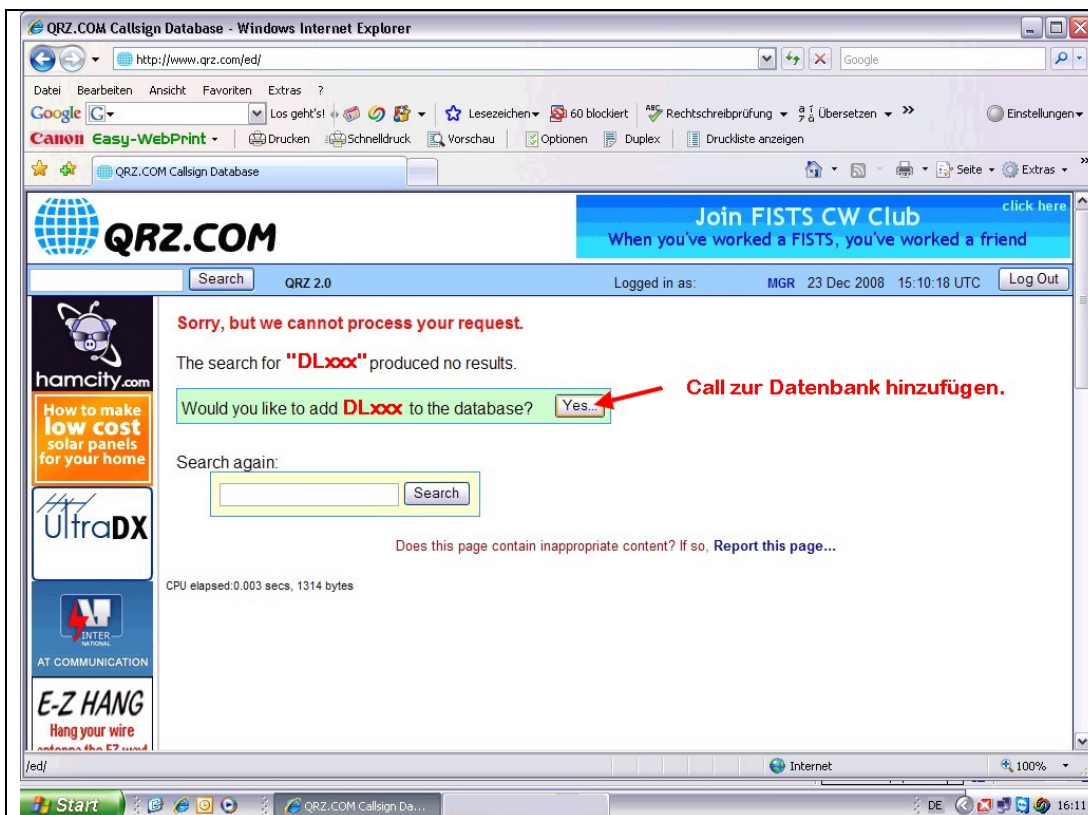 QRZ.COM Callsign Database - Windows Internet Explorer
http://www.qrz.com/ed/
Google
Datei Bearbeiten Ansicht Favoriten Extras ?
Google G Los geht's! Lesezeichen 60 blockiert Rechtschreibprüfung Übersetzen » Einstellungen
Canon Easy-WebPrint Drucken Schnelldruck Vorschau Optionen Duplex Druckliste anzeigen
QRZ.COM Callsign Database Seite Extras »
QRZ.COM
Join FISTS CW Club click here
When you've worked a FISTS, you've worked a friend
Search QRZ 2.0 Logged in as: MGR 23 Dec 2008 15:10:18 UTC Log Out
hamcity.com
Sorry, but we cannot process your request.
The search for "DLxxx" produced no results.
Would you like to add DLxxx to the database? Yes...
Call zur Datenbank hinzufügen.
How to make
low cost
solar panels
for your home
Search again:
Search
UltraDX
Does this page contain inappropriate content? If so, Report this page...
CPU elapsed:0.003 secs, 1314 bytes
INTER
NATIONAL
AT COMMUNICATION
E-Z HANG
Hang your wire
antenna the EZ way!
/ed/ Internet 100%
Start QRZ.COM Callsign Da... DE 16:11